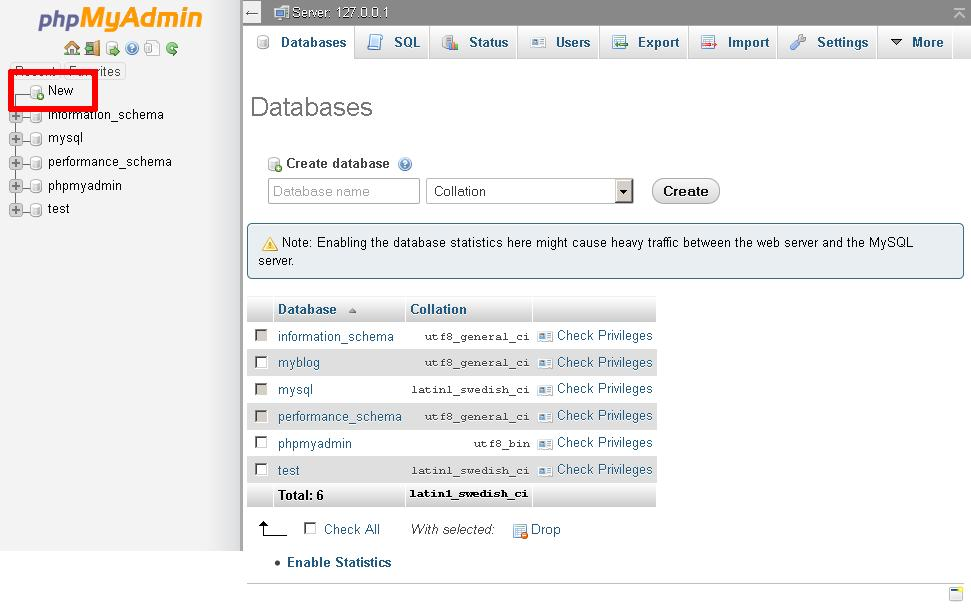 phpMyAdmin
Recent Favorites
New
information_schema
mysql
performance_schema
phpmyadmin
test
Server: 127.0.0.1
Databases SQL Status Users Export Import Settings More
Databases
Create database
Database name Collation Create
Note: Enabling the database statistics here might cause heavy traffic between the web server and the MySQL
server.
Database Collation
information_schema utf8_general_ci Check Privileges
myblog utf8_general_ci Check Privileges
mysql latin1_swedish_ci Check Privileges
performance_schema utf8_general_ci Check Privileges
phpmyadmin utf8_bin Check Privileges
test latin1_swedish_ci Check Privileges
Total: 6 latin1_swedish_ci
Check All With selected: Drop
Enable Statistics